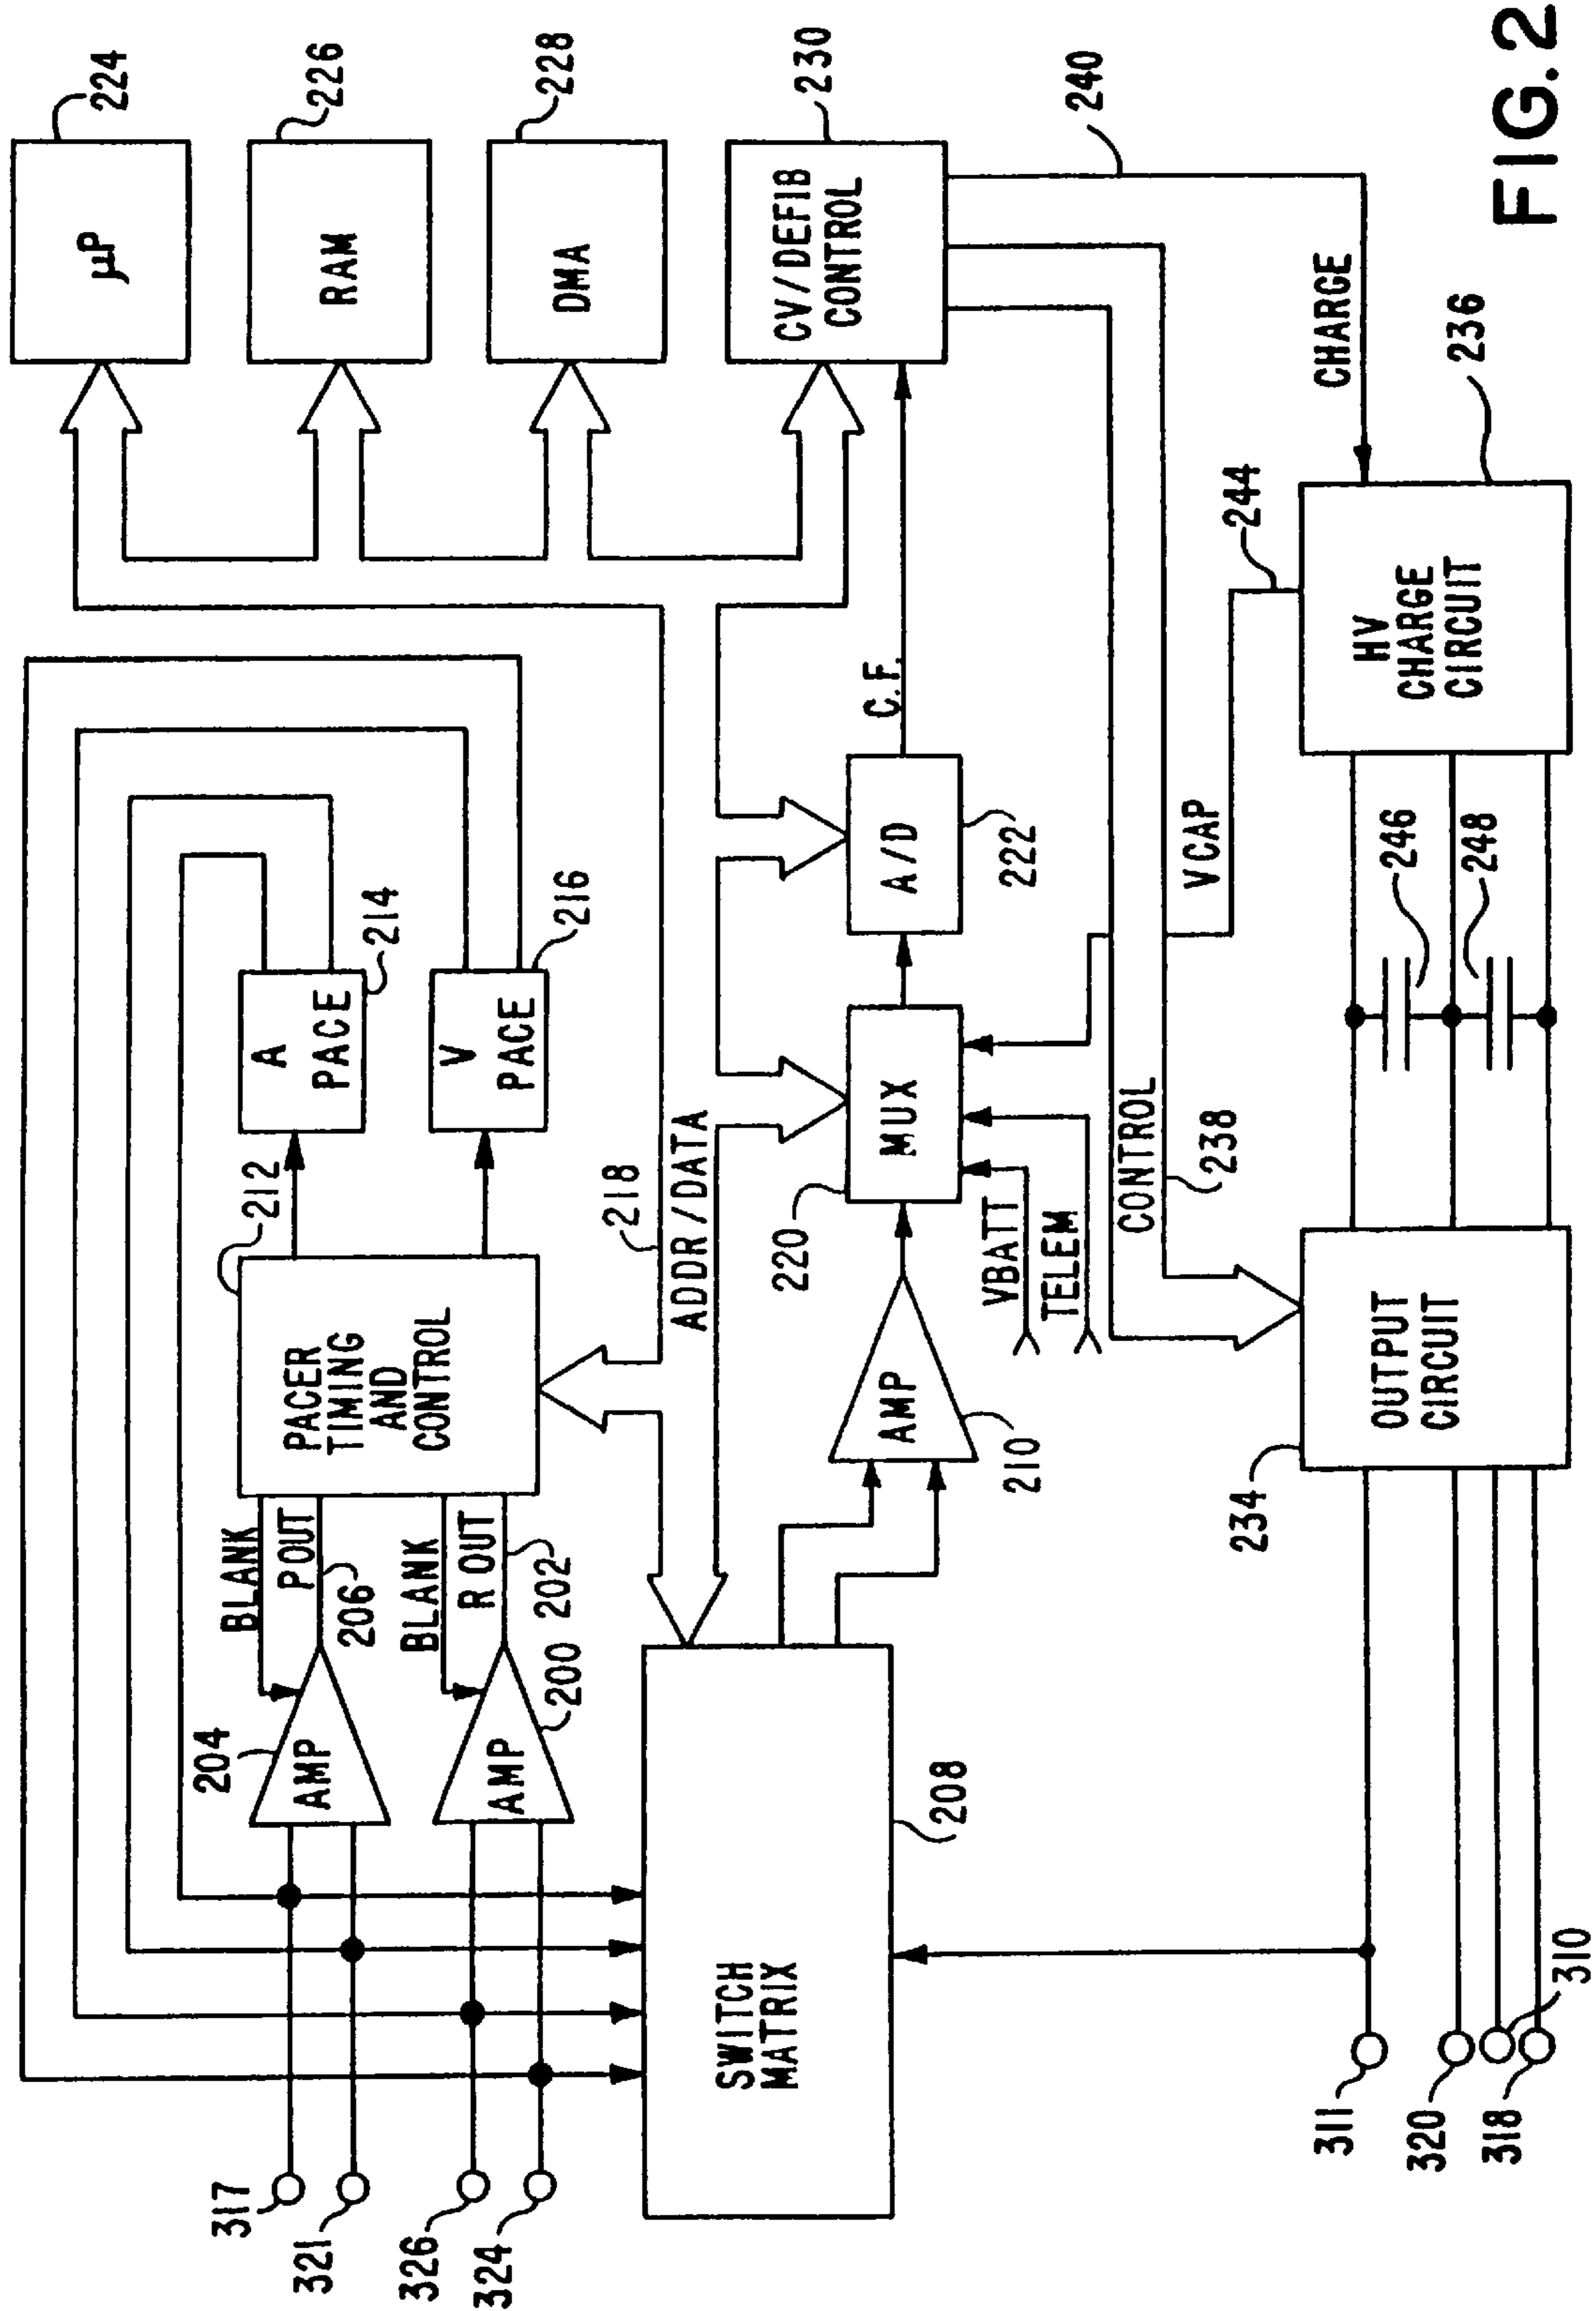 317
321
326
324
204
AMP
AMP
200
BLANK
P OUT
206
BLANK
R OUT
202
PACER
TIMING
AND
CONTROL
212
A
PACE
214
V
PACE
216
µP
224
RAM
226
DMA
228
CV/DEFIB
CONTROL
230
218
ADDR/DATA
SWITCH
MATRIX
208
AMP
210
220
MUX
A/D
222
C.F.
VBATT
TELEM
CONTROL
238
VCAP
244
240
CHARGE
311
320
318
310
234
OUTPUT
CIRCUIT
246
248
HV
CHARGE
CIRCUIT
236
FIG. 2